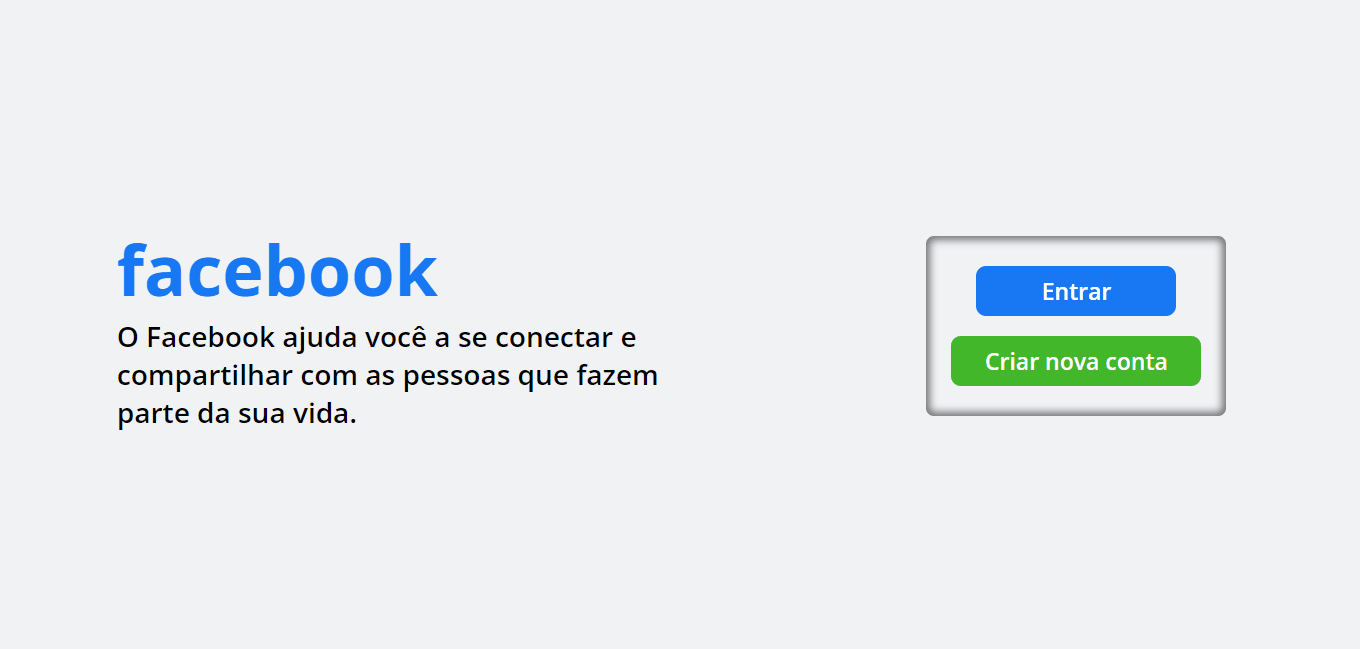 facebook
O Facebook ajuda você a se conectar e
compartilhar com as pessoas que fazem
parte da sua vida.
Entrar
Criar nova conta